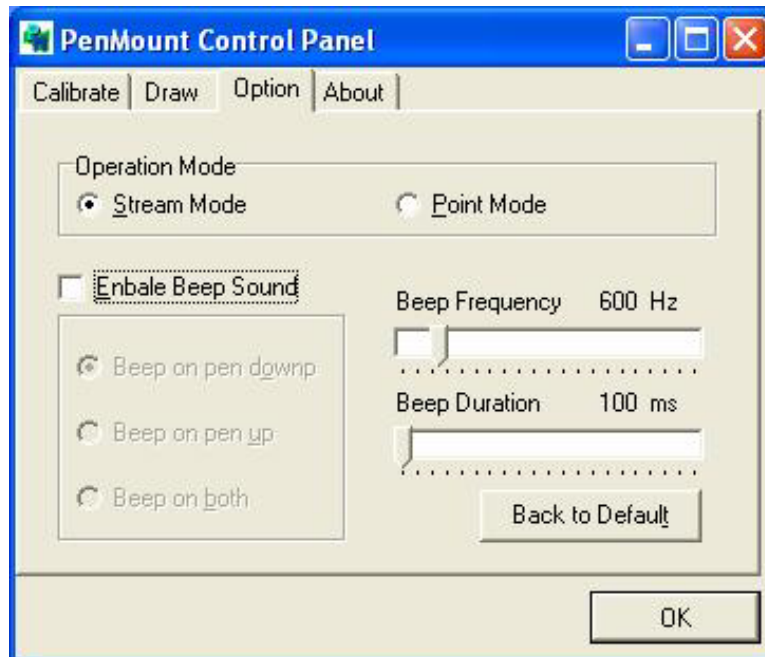 PenMount Control Panel
Calibrate Draw Option About
Operation Mode
Stream Mode Point Mode
Enbale Beep Sound
Beep on pen downp
Beep on pen up
Beep on both
Beep Frequency 600 Hz
Beep Duration 100 ms
Back to Default
OK